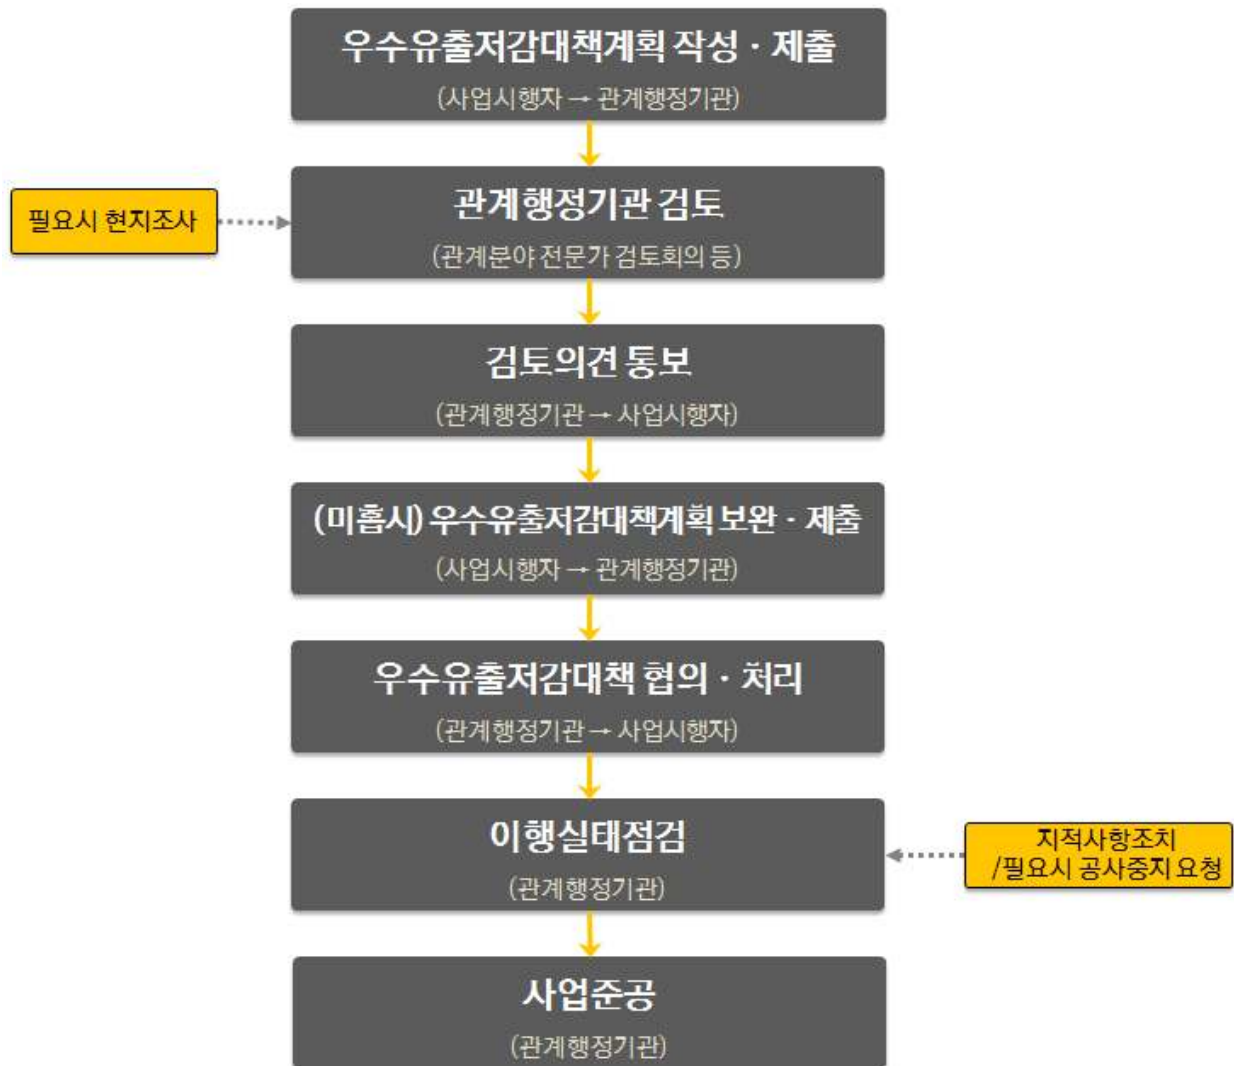 우수유출저감대책계획 작성 · 제출
(사업시행자 → 관계행정기관)
관계행정기관 검토
(관계분야 전문가 검토회의 등)
필요시 현지조사
검토의견 통보
(관계행정기관 → 사업시행자)
(미흡시) 우수유출저감대책계획 보완 · 제출
(사업시행자 → 관계행정기관)
우수유출저감대책 협의 · 처리
(관계행정기관 → 사업시행자)
이행실태점검
(관계행정기관)
지적사항조치
/필요시 공사중지 요청
사업준공
(관계행정기관)